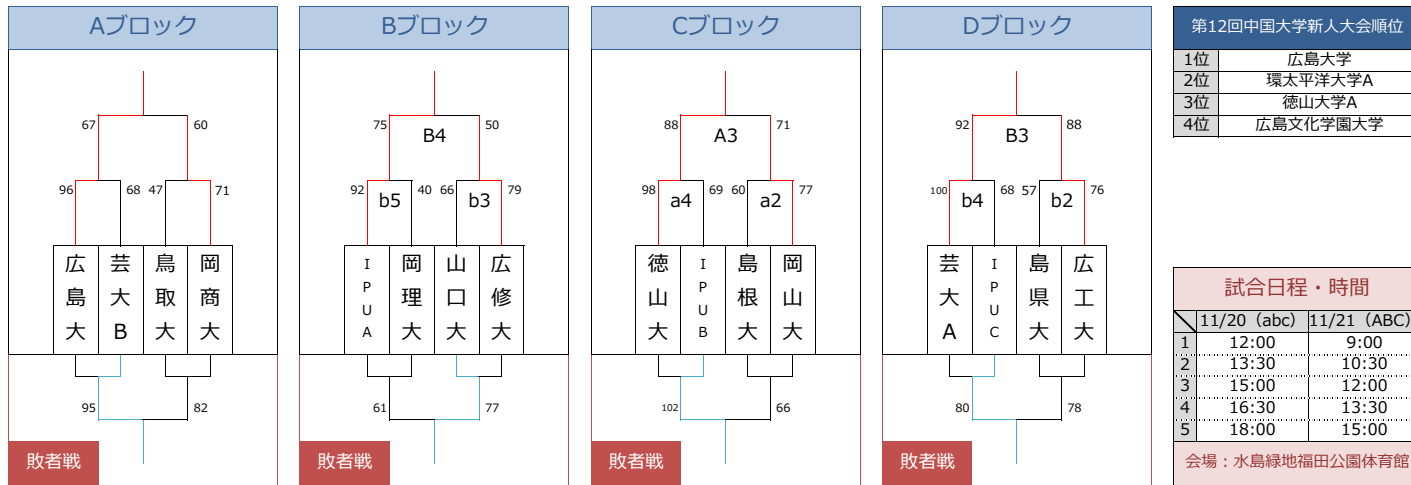 Aブロック
Bブロック
Cブロック
Dブロック
第12回中国大学新人大会順位
1位 広島大学
2位 環太平洋大学A
3位 徳山大学A
4位 広島文化学園大学
67 60
96 68 47 71
広島大
芸大B
鳥取大
岡商大
95 82
敗者戦
75 B4 50
92 b5 40 66 b3 79
IPUA
岡理大
山口大
広修大
61 77
敗者戦
88 A3 71
98 a4 69 60 a2 77
徳山大
IPUB
島根大
岡山大
102 66
敗者戦
92 B3 88
100 b4 68 57 b2 76
芸大A
IPUC
島県大
広工大
80 78
敗者戦
試合日程・時間
11/20（abc） 11/21（ABC）
1 12:00 9:00
2 13:30 10:30
3 15:00 12:00
4 16:30 13:30
5 18:00 15:00
会場：水島緑地福田公園体育館